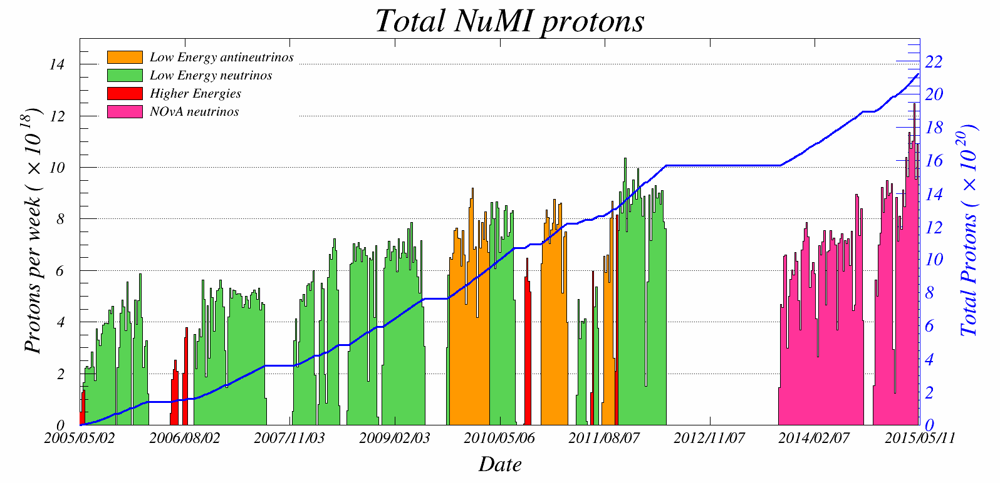 Total NuMI protons
Low Energy antineutrinos
Low Energy neutrinos
Higher Energies
NOvA neutrinos
Protons per week ( × 10^18)
14
12
10
8
6
4
2
0
Total Protons ( × 10^20)
22
20
18
16
14
12
10
8
6
4
2
0
2005/05/02 2006/08/02 2007/11/03 2009/02/03 2010/05/06 2011/08/07 2012/11/07 2014/02/07 2015/05/11
Date